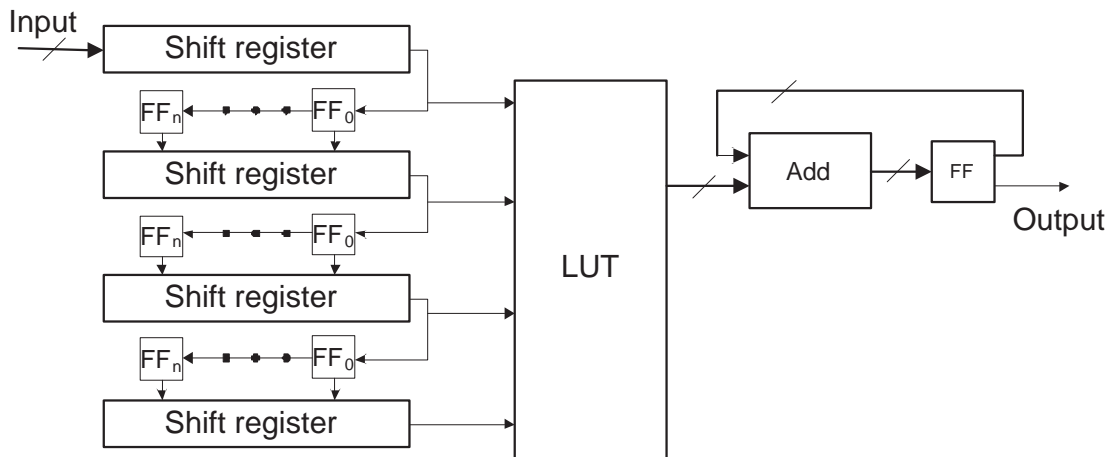 Input
Shift register
FFn FF0
Shift register
FFn FF0
Shift register
FFn FF0
Shift register
LUT
Add
FF
Output